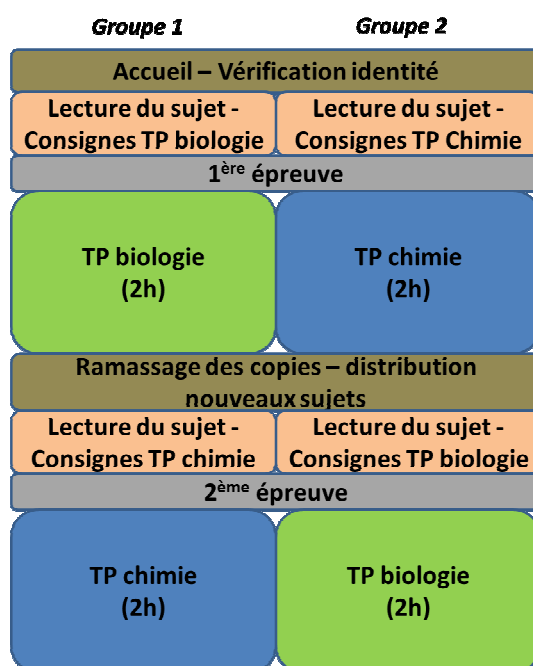 Groupe 1
Groupe 2
Accueil – Vérification identité
Lecture du sujet -
Consignes TP biologie
Lecture du sujet -
Consignes TP Chimie
1ère épreuve
TP biologie
(2h)
TP chimie
(2h)
Ramassage des copies – distribution
nouveaux sujets
Lecture du sujet -
Consignes TP chimie
Lecture du sujet -
Consignes TP biologie
2ème épreuve
TP chimie
(2h)
TP biologie
(2h)